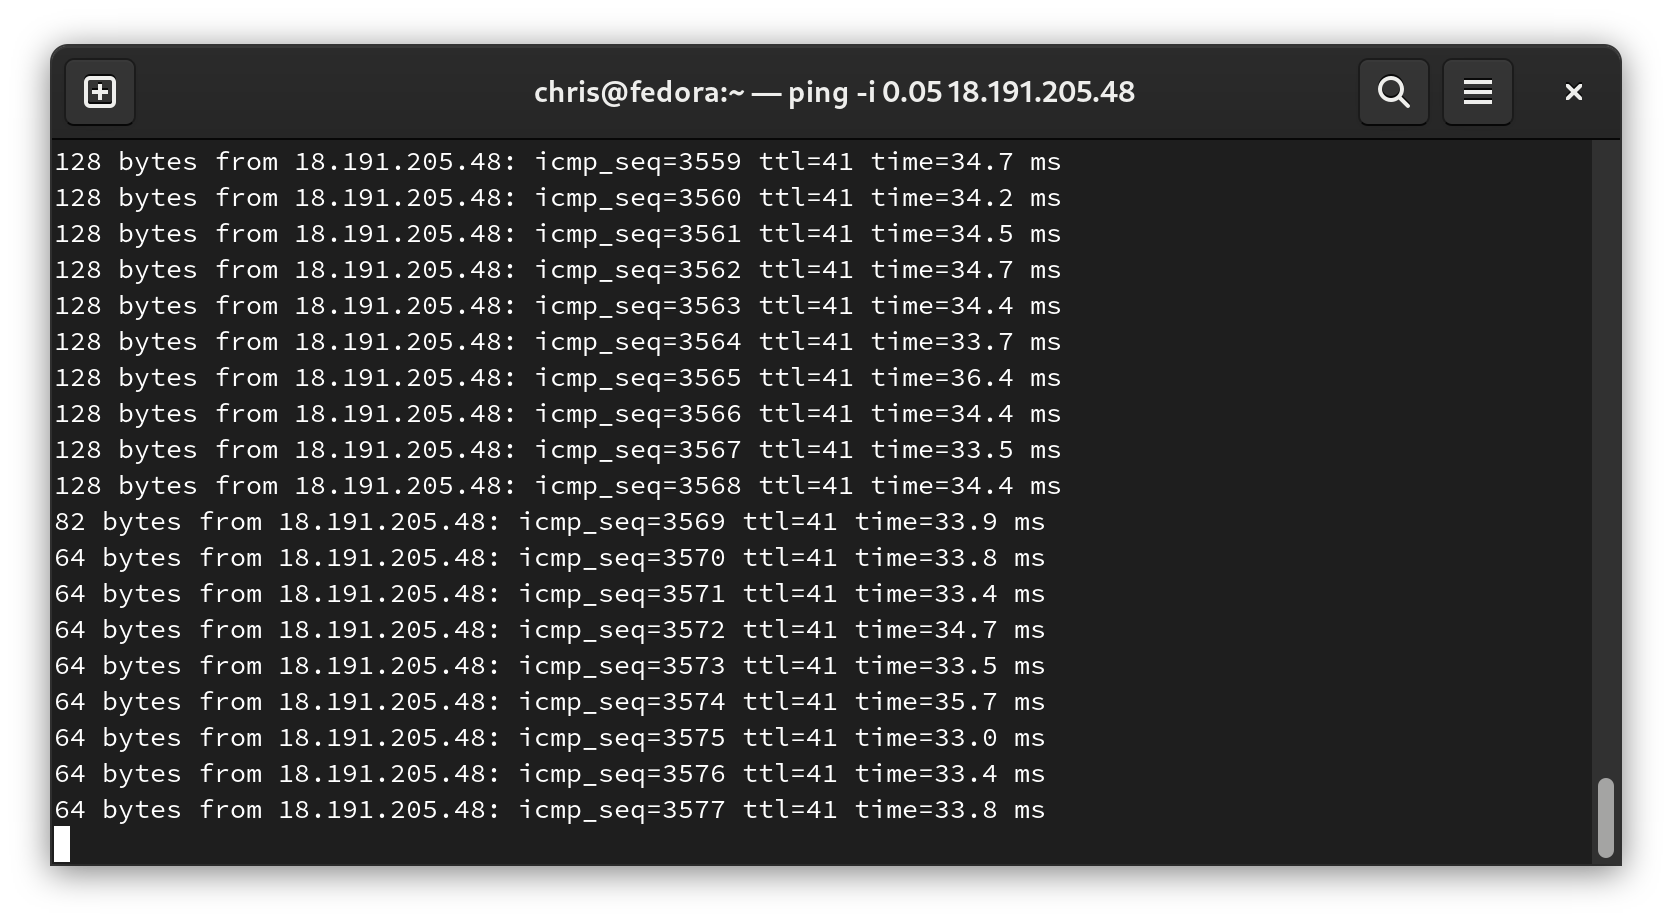 chris@fedora:~ — ping -i 0.05 18.191.205.48
128 bytes from 18.191.205.48: icmp_seq=3559 ttl=41 time=34.7 ms
128 bytes from 18.191.205.48: icmp_seq=3560 ttl=41 time=34.2 ms
128 bytes from 18.191.205.48: icmp_seq=3561 ttl=41 time=34.5 ms
128 bytes from 18.191.205.48: icmp_seq=3562 ttl=41 time=34.7 ms
128 bytes from 18.191.205.48: icmp_seq=3563 ttl=41 time=34.4 ms
128 bytes from 18.191.205.48: icmp_seq=3564 ttl=41 time=33.7 ms
128 bytes from 18.191.205.48: icmp_seq=3565 ttl=41 time=36.4 ms
128 bytes from 18.191.205.48: icmp_seq=3566 ttl=41 time=34.4 ms
128 bytes from 18.191.205.48: icmp_seq=3567 ttl=41 time=33.5 ms
128 bytes from 18.191.205.48: icmp_seq=3568 ttl=41 time=34.4 ms
82 bytes from 18.191.205.48: icmp_seq=3569 ttl=41 time=33.9 ms
64 bytes from 18.191.205.48: icmp_seq=3570 ttl=41 time=33.8 ms
64 bytes from 18.191.205.48: icmp_seq=3571 ttl=41 time=33.4 ms
64 bytes from 18.191.205.48: icmp_seq=3572 ttl=41 time=34.7 ms
64 bytes from 18.191.205.48: icmp_seq=3573 ttl=41 time=33.5 ms
64 bytes from 18.191.205.48: icmp_seq=3574 ttl=41 time=35.7 ms
64 bytes from 18.191.205.48: icmp_seq=3575 ttl=41 time=33.0 ms
64 bytes from 18.191.205.48: icmp_seq=3576 ttl=41 time=33.4 ms
64 bytes from 18.191.205.48: icmp_seq=3577 ttl=41 time=33.8 ms